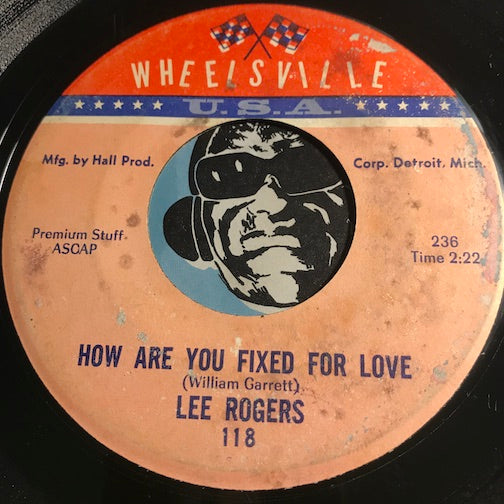 WHEELSVILLE
U.S.A.
Mfg. by Hall Prod.
Corp. Detroit, Mich.
Premium Stuff
ASCAP
236
Time 2:22
HOW ARE YOU FIXED FOR LOVE
(William Garrett)
LEE ROGERS
118